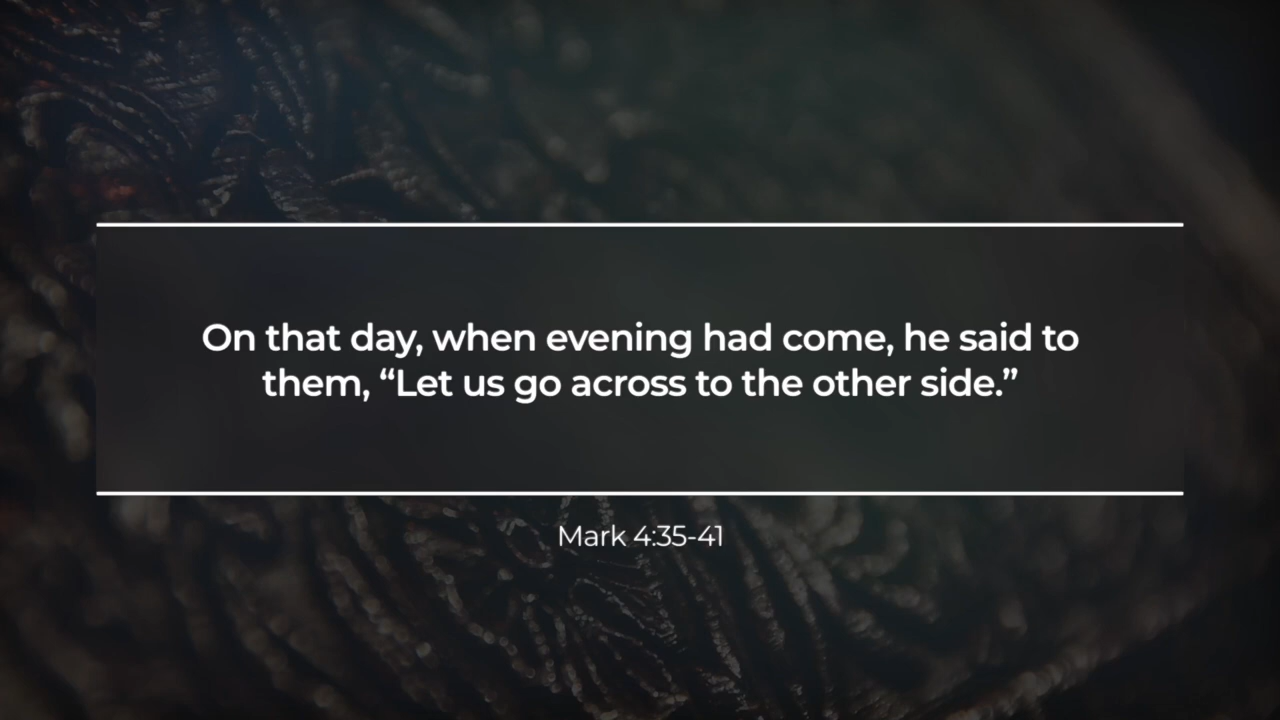 On that day, when evening had come, he said to
them, “Let us go across to the other side.”
Mark 4:35-41